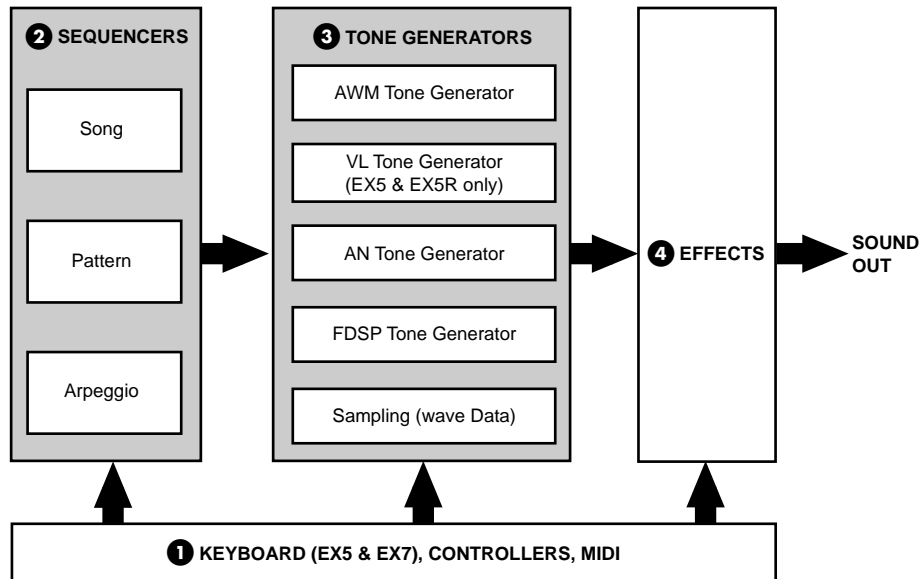 2 SEQUENCERS
Song
Pattern
Arpeggio
3 TONE GENERATORS
AWM Tone Generator
VL Tone Generator
(EX5 & EX5R only)
AN Tone Generator
FDSP Tone Generator
Sampling (wave Data)
4 EFFECTS
SOUND
OUT
1 KEYBOARD (EX5 & EX7), CONTROLLERS, MIDI